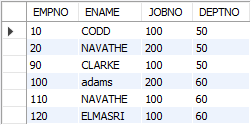 EMPNO ENAME JOBNO DEPTNO
10 CODD 100 50
20 NAVATHE 200 50
90 CLARKE 100 50
100 adams 200 60
110 NAVATHE 100 60
120 ELMASRI 100 60